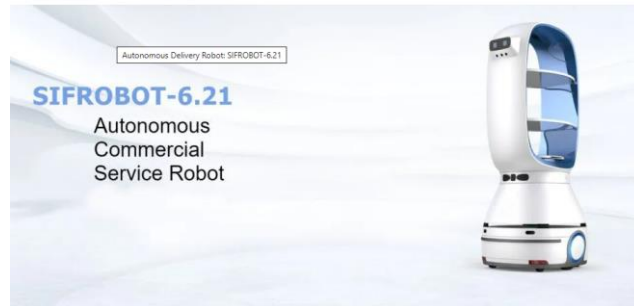 Autonomous Delivery Robot: SIFROBOT-6.21
SIFROBOT-6.21
Autonomous
Commercial
Service Robot